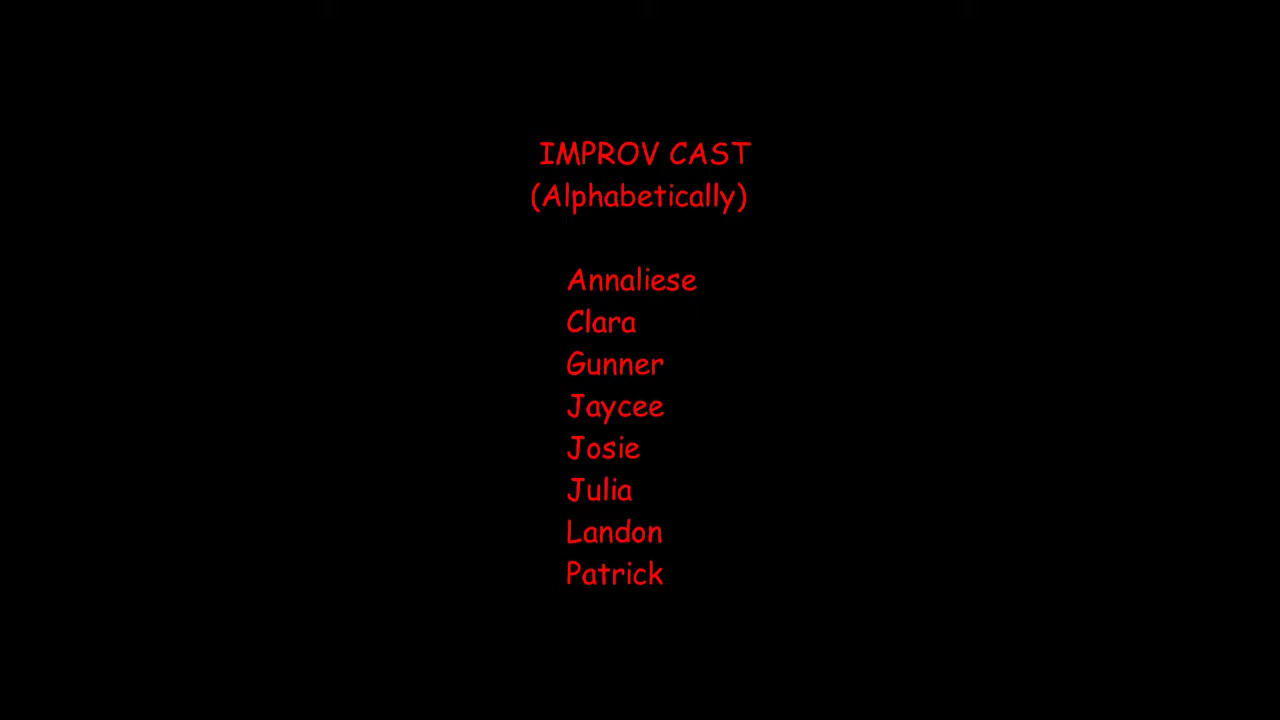 IMPROV CAST
(Alphabetically)
Annaliese
Clara
Gunner
Jaycee
Josie
Julia
Landon
Patrick